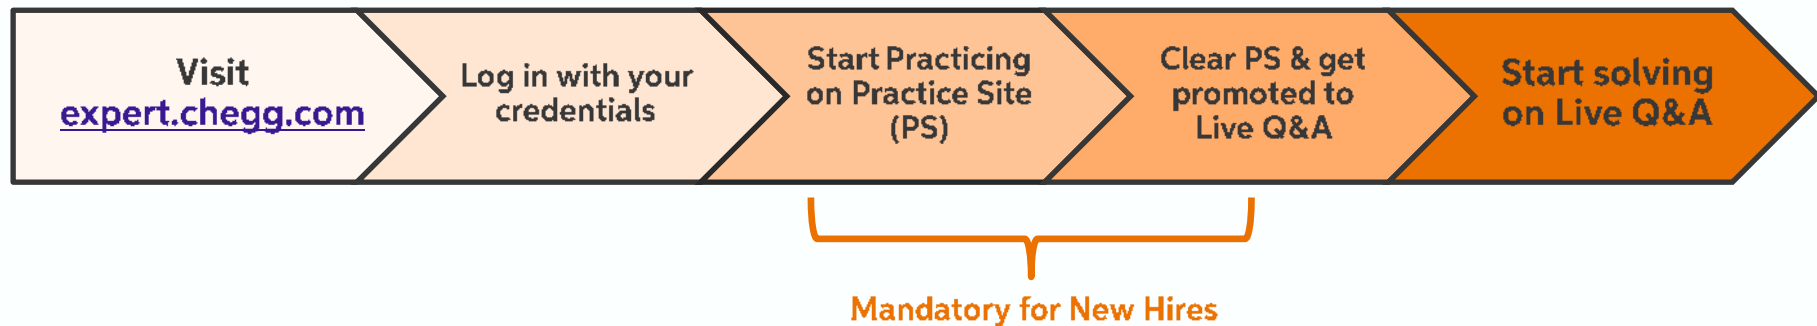 Visit
expert.chegg.com
Log in with your
credentials
Start Practicing
on Practice Site
(PS)
Clear PS & get
promoted to
Live Q&A
Start solving
on Live Q&A
Mandatory for New Hires